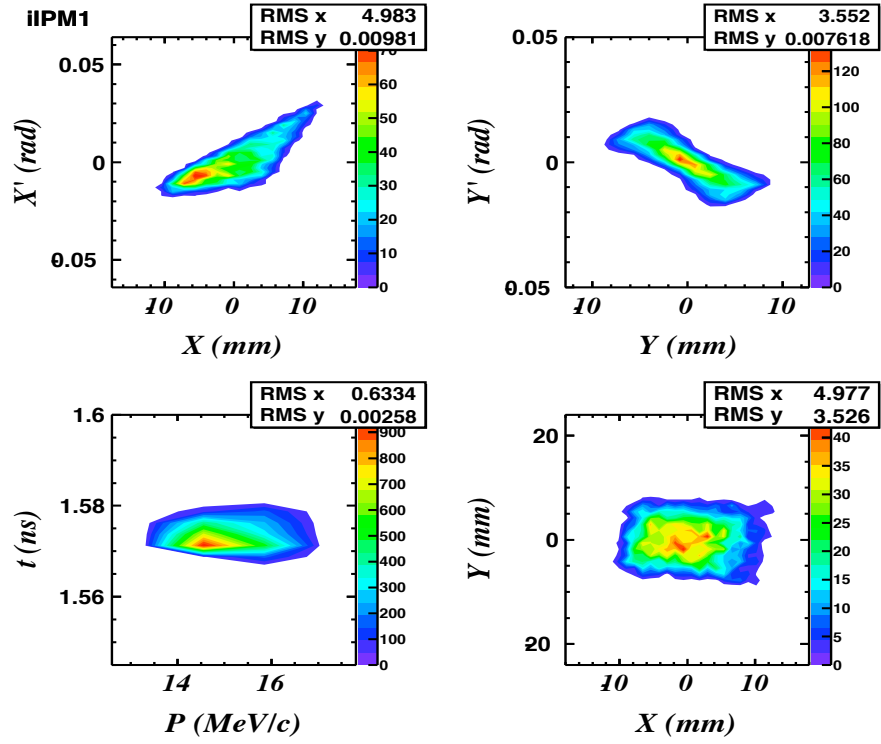 iIPM1
RMS x 4.983
RMS y 0.00981
0.05
0
-0.05
X' (rad)
-10 0 10
X (mm)
70
60
50
40
30
20
10
0
RMS x 3.552
RMS y 0.007618
0.05
0
-0.05
Y' (rad)
-10 0 10
Y (mm)
120
100
80
60
40
20
0
RMS x 0.6334
RMS y 0.00258
1.6
1.58
1.56
t (ns)
14 16
P (MeV/c)
900
800
700
600
500
400
300
200
100
0
RMS x 4.977
RMS y 3.526
20
0
-20
Y (mm)
-10 0 10
X (mm)
40
35
30
25
20
15
10
5
0